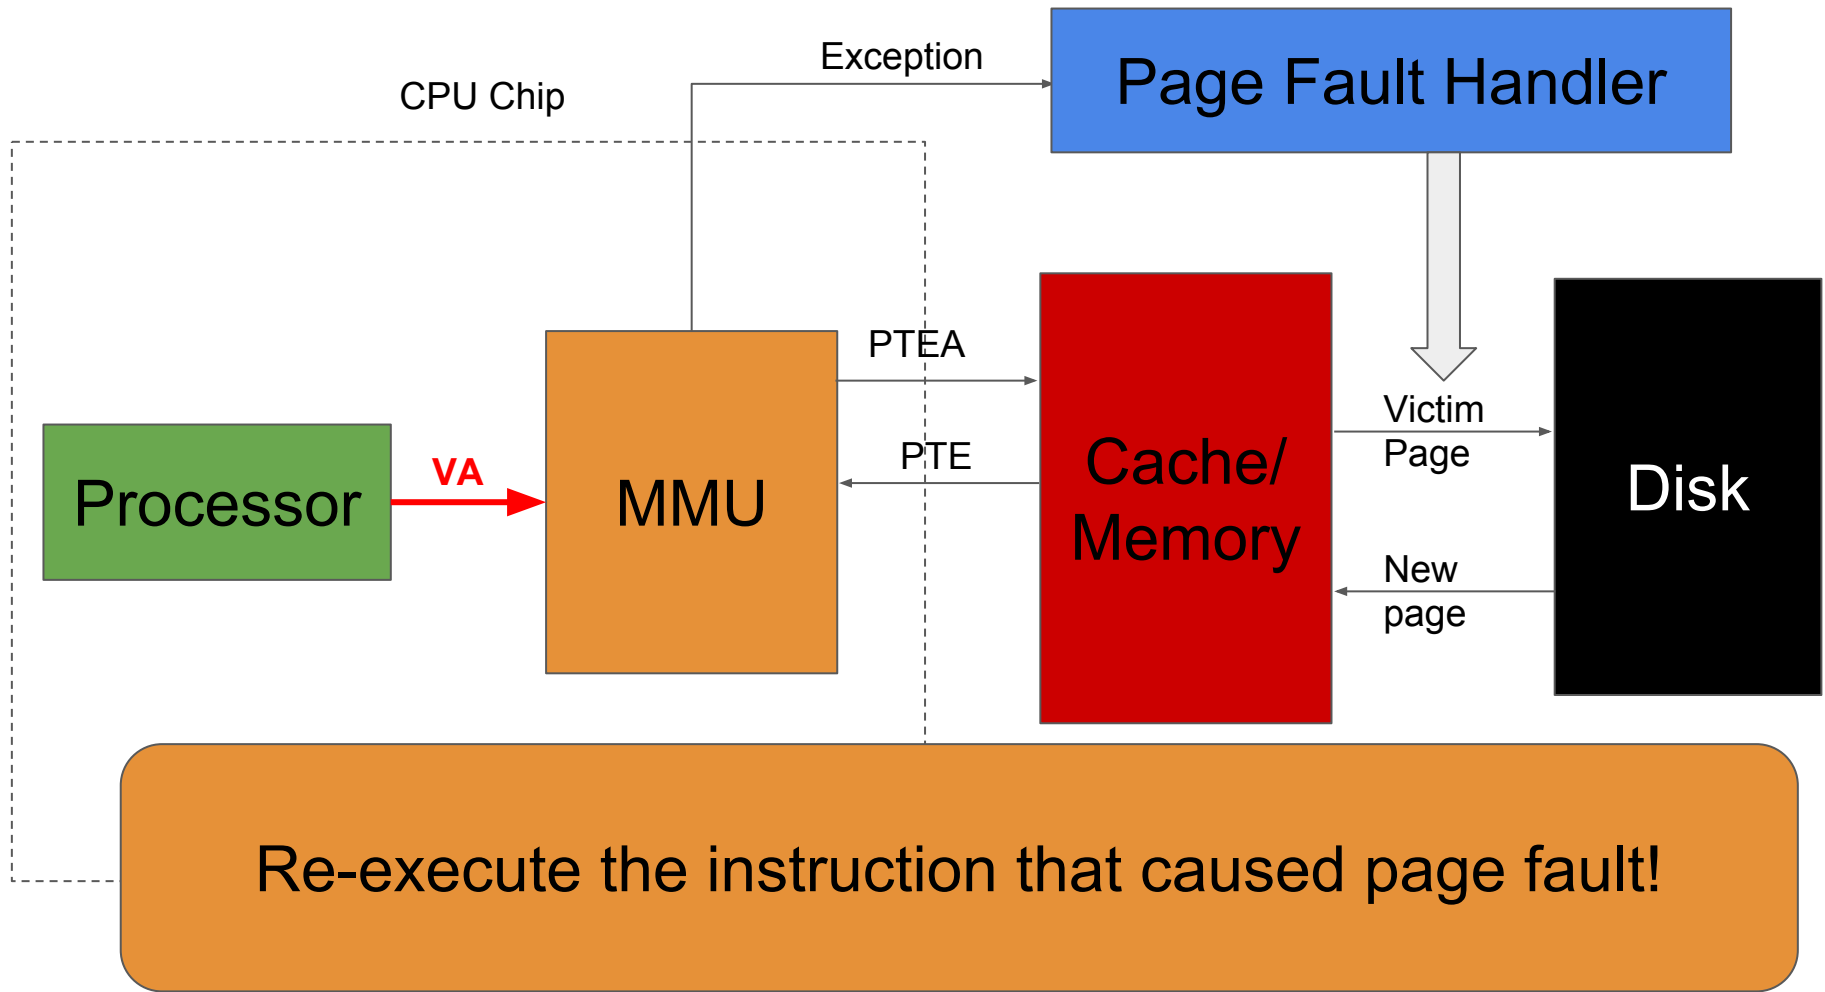 Exception
Page Fault Handler
CPU Chip
PTEA
Victim
Page
VA
PTE
Processor
MMU
Cache/
Memory
Disk
New
page
Re-execute the instruction that caused page fault!